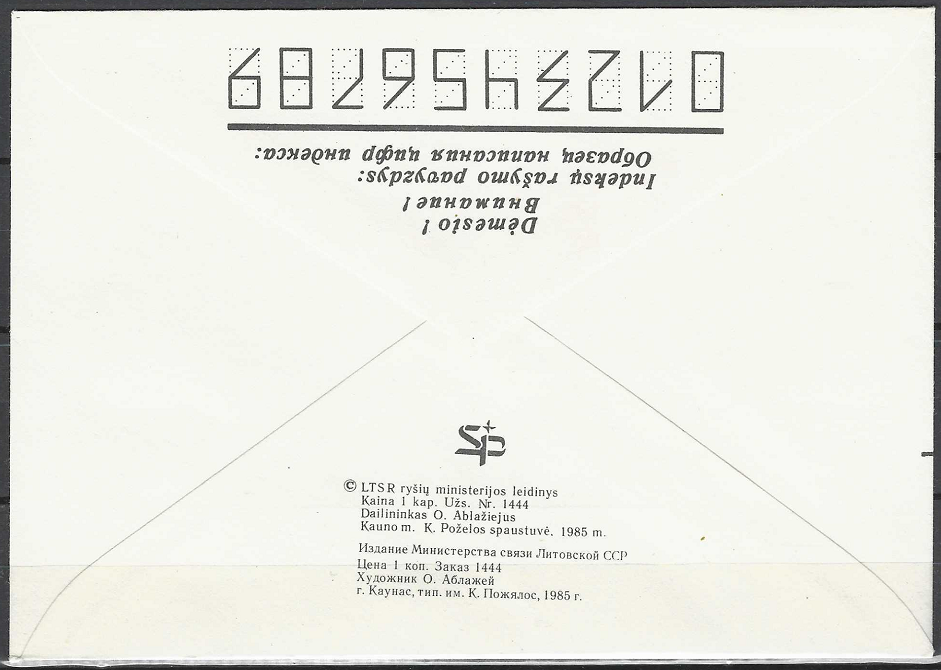 Dėmesio !
Внимание !
Indeksų rašymo pavyzdys:
Образец написания цифр индекса:
0123456789
SP
© LTSR ryšių ministerijos leidinys
Kaina 1 kap. Užs. Nr. 1444
Dailininkas O. Ablažiejus
Kauno m. K. Poželos spaustuvė, 1985 m.
Издание Министерства связи Литовской ССР
Цена 1 коп. Заказ 1444
Художник О. Аблажей
г. Каунас, тип. им. К. Пожялос, 1985 г.